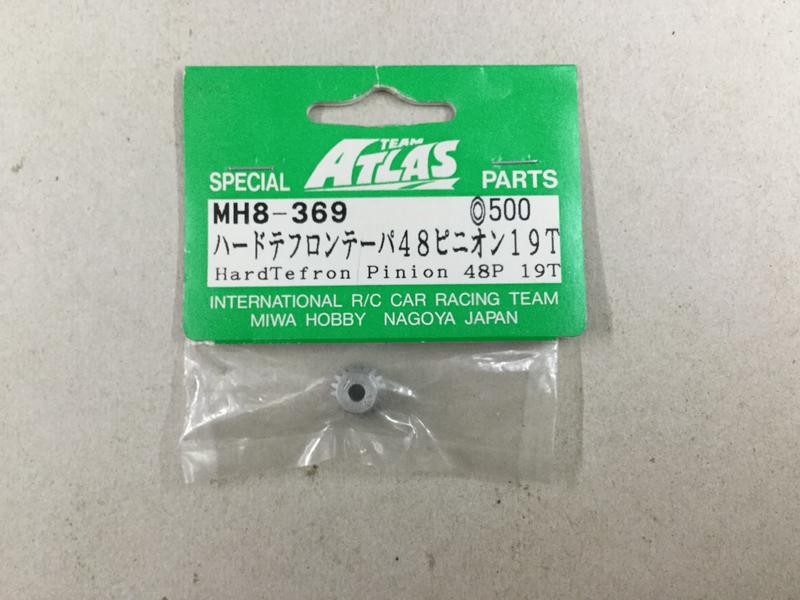 TEAM
ATLAS
SPECIAL PARTS
MH8-369 ◎500
ハードテフロンテーパ48ピニオン19T
HardTefron Pinion 48P 19T
INTERNATIONAL R/C CAR RACING TEAM
MIWA HOBBY NAGOYA JAPAN